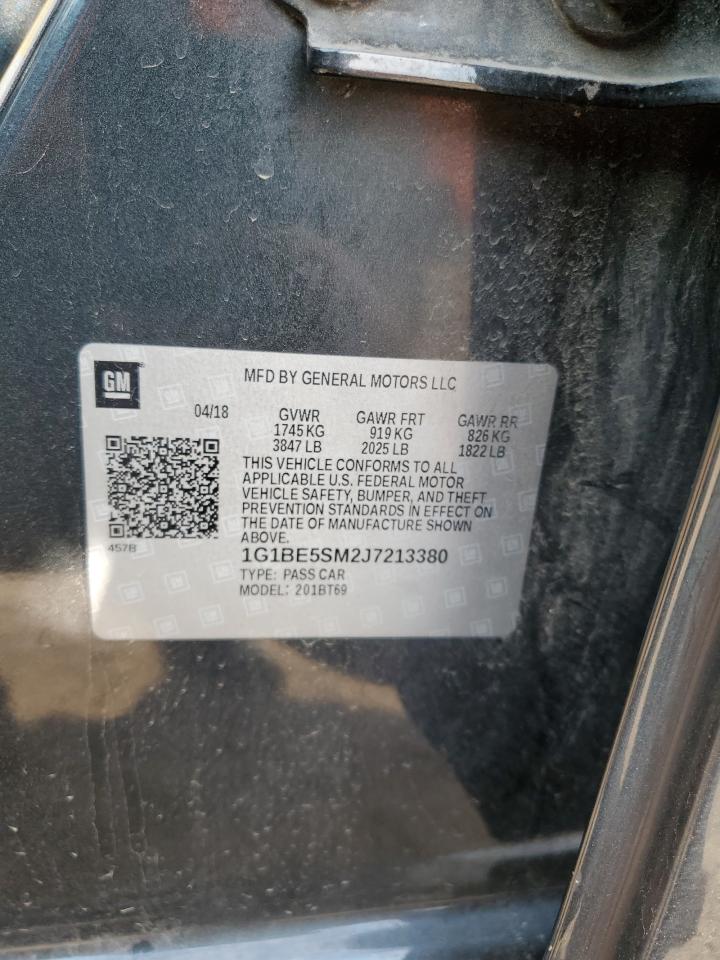 GM
MFD BY GENERAL MOTORS LLC
04/18 GVWR GAWR FRT GAWR RR
1745 KG 919 KG 826 KG
3847 LB 2025 LB 1822 LB
THIS VEHICLE CONFORMS TO ALL
APPLICABLE U.S. FEDERAL MOTOR
VEHICLE SAFETY, BUMPER, AND THEFT
PREVENTION STANDARDS IN EFFECT ON
THE DATE OF MANUFACTURE SHOWN
ABOVE.
457B
1G1BE5SM2J7213380
TYPE: PASS CAR
MODEL: 201BT69